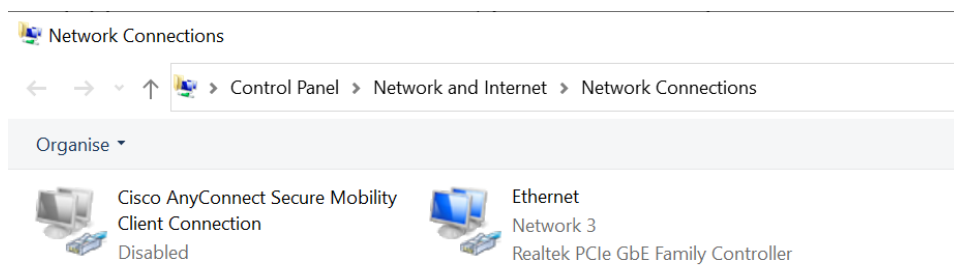 Network Connections
Control Panel > Network and Internet > Network Connections
Organise
Cisco AnyConnect Secure Mobility
Client Connection
Disabled
Ethernet
Network 3
Realtek PCIe GbE Family Controller